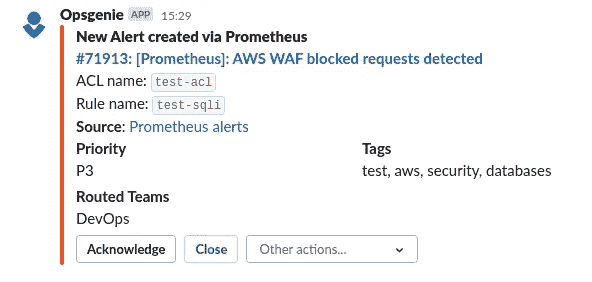 Opsgenie APP 15:29
New Alert created via Prometheus
#71913: [Prometheus]: AWS WAF blocked requests detected
ACL name: test-acl
Rule name: test-sqli
Source: Prometheus alerts
Priority Tags
P3 test, aws, security, databases
Routed Teams
DevOps
Acknowledge Close Other actions...